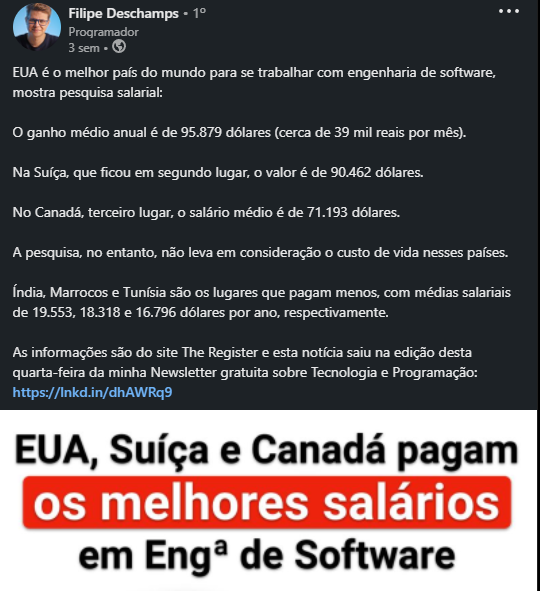 Filipe Deschamps • 1º
Programador
3 sem •
EUA é o melhor país do mundo para se trabalhar com engenharia de software,
mostra pesquisa salarial:
O ganho médio anual é de 95.879 dólares (cerca de 39 mil reais por mês).
Na Suíça, que ficou em segundo lugar, o valor é de 90.462 dólares.
No Canadá, terceiro lugar, o salário médio é de 71.193 dólares.
A pesquisa, no entanto, não leva em consideração o custo de vida nesses países.
Índia, Marrocos e Tunísia são os lugares que pagam menos, com médias salariais
de 19.553, 18.318 e 16.796 dólares por ano, respectivamente.
As informações são do site The Register e esta notícia saiu na edição desta
quarta-feira da minha Newsletter gratuita sobre Tecnologia e Programação:
https://lnkd.in/dhAWRq9
EUA, Suíça e Canadá pagam
os melhores salários
em Engª de Software